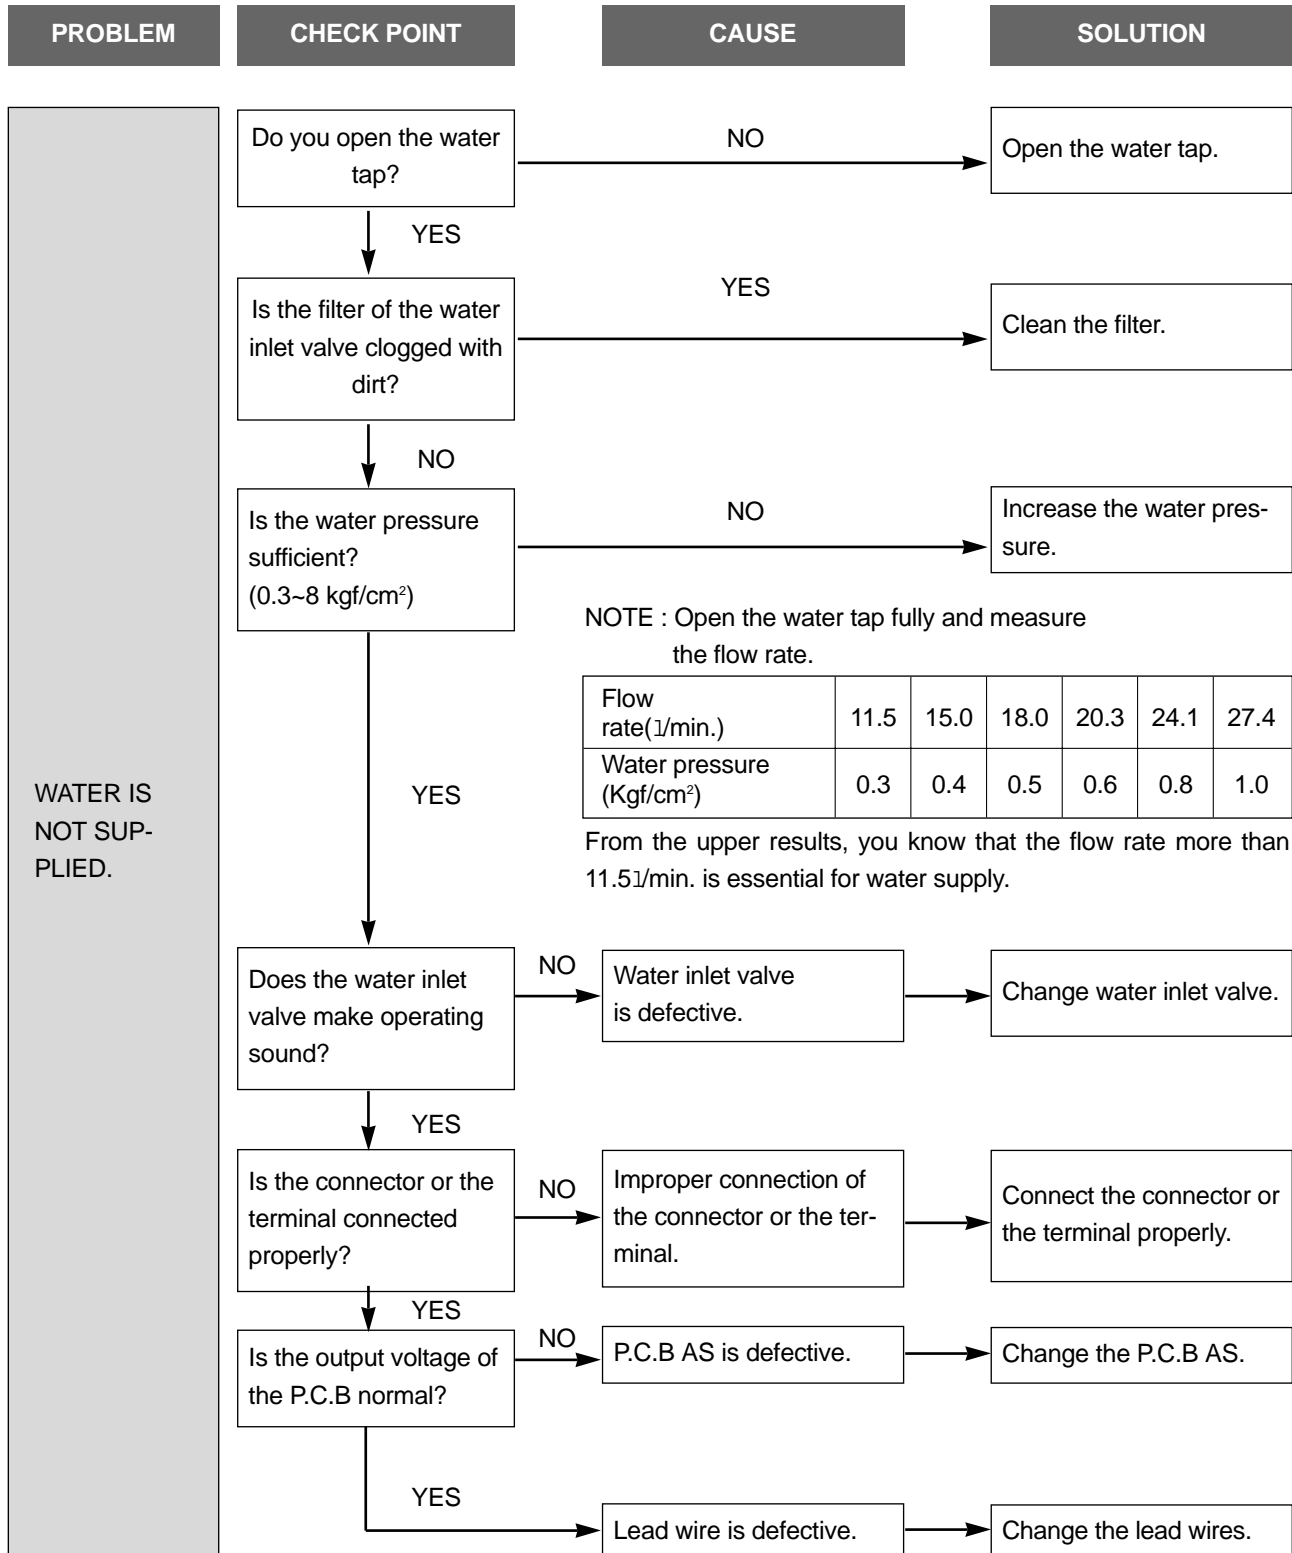 PROBLEM
CHECK POINT
CAUSE
SOLUTION
WATER IS
NOT SUP-
PLIED.
Do you open the water
tap?
NO
Open the water tap.
YES
Is the filter of the water
inlet valve clogged with
dirt?
YES
Clean the filter.
NO
Is the water pressure
sufficient?
(0.3~8 kgf/cm²)
NO
Increase the water pres-
sure.
NOTE : Open the water tap fully and measure
the flow rate.
Flow
rate(l/min.)
11.5 15.0 18.0 20.3 24.1 27.4
Water pressure
(Kgf/cm²)
0.3 0.4 0.5 0.6 0.8 1.0
From the upper results, you know that the flow rate more than
11.5l/min. is essential for water supply.
YES
Does the water inlet
valve make operating
sound?
NO
Water inlet valve
is defective.
Change water inlet valve.
YES
Is the connector or the
terminal connected
properly?
NO
Improper connection of
the connector or the ter-
minal.
Connect the connector or
the terminal properly.
YES
Is the output voltage of
the P.C.B normal?
NO
P.C.B AS is defective.
Change the P.C.B AS.
YES
Lead wire is defective.
Change the lead wires.